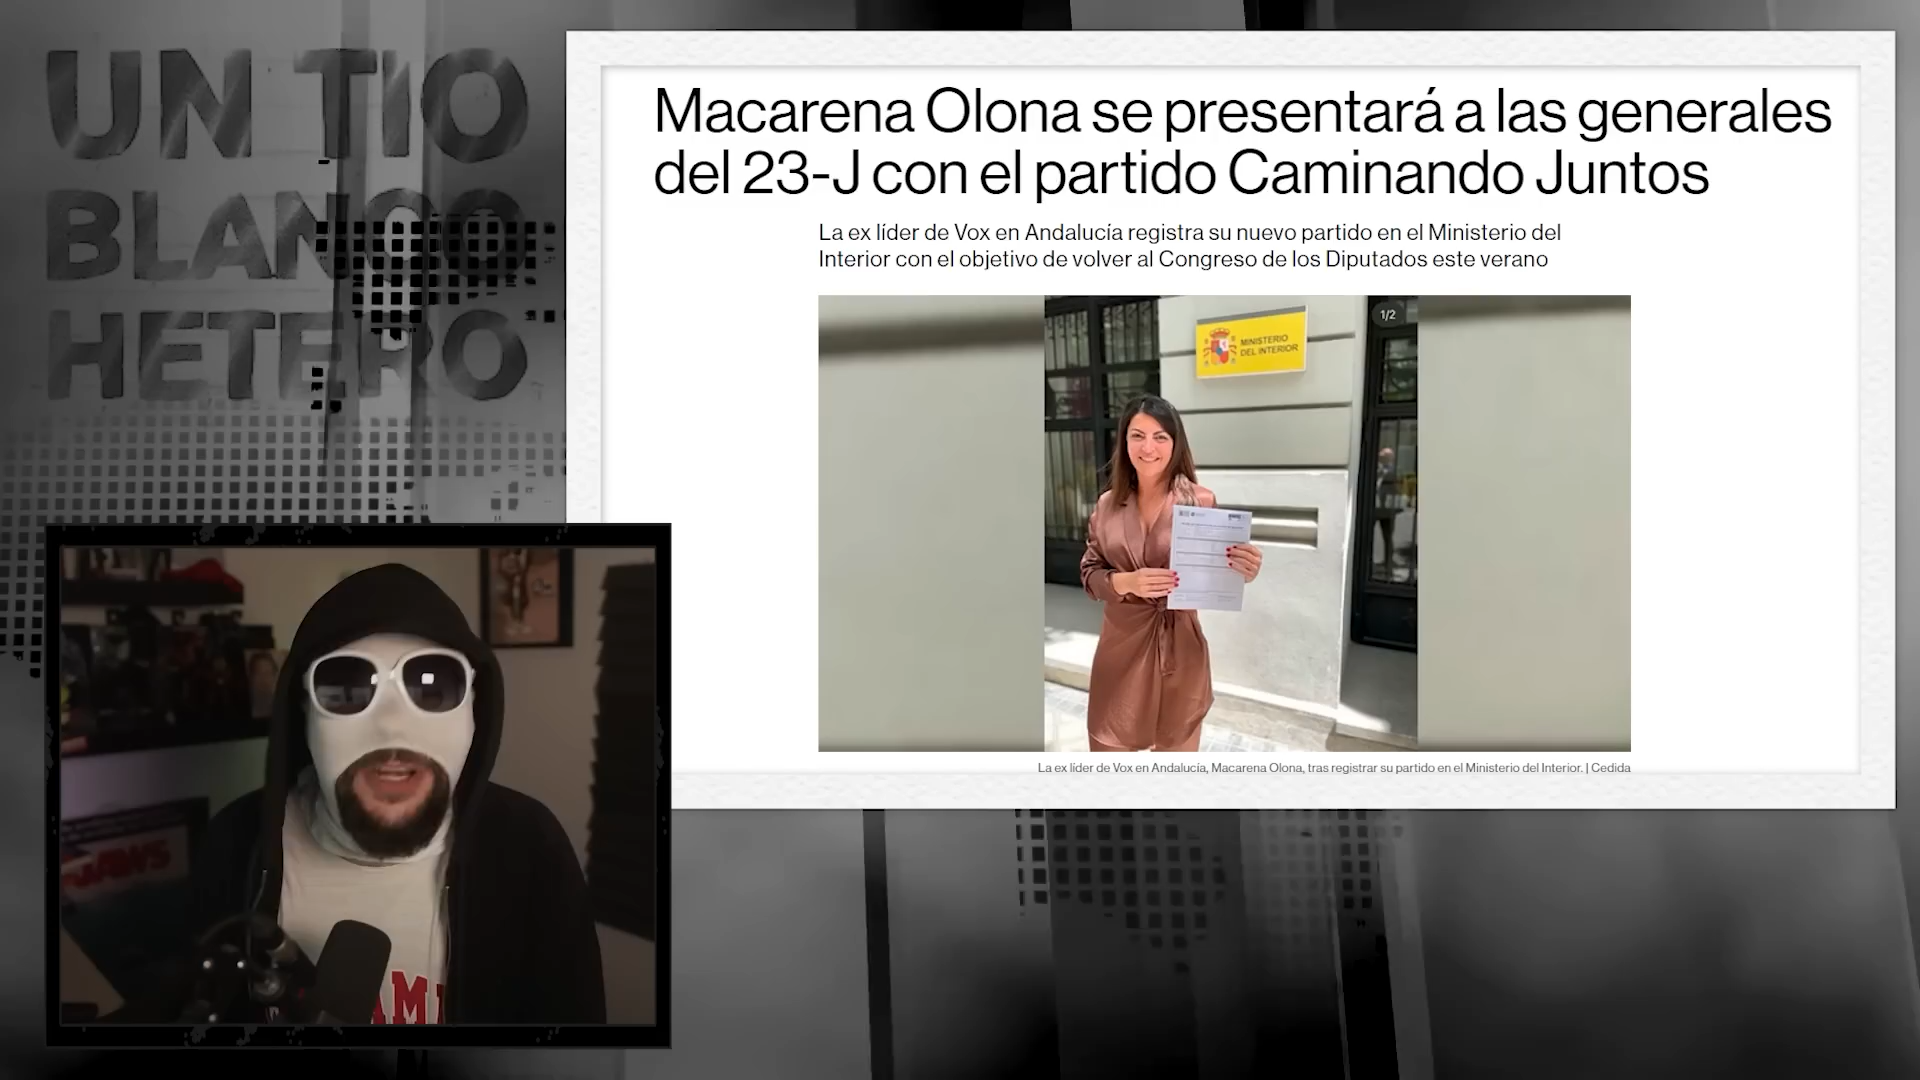 UN TIO
BLANCO
HETERO
Macarena Olona se presentará a las generales
del 23-J con el partido Caminando Juntos
La ex líder de Vox en Andalucía registra su nuevo partido en el Ministerio del
Interior con el objetivo de volver al Congreso de los Diputados este verano
1/2
MINISTERIO
DEL INTERIOR
La ex líder de Vox en Andalucía, Macarena Olona, tras registrar su partido en el Ministerio del Interior. | Cedida